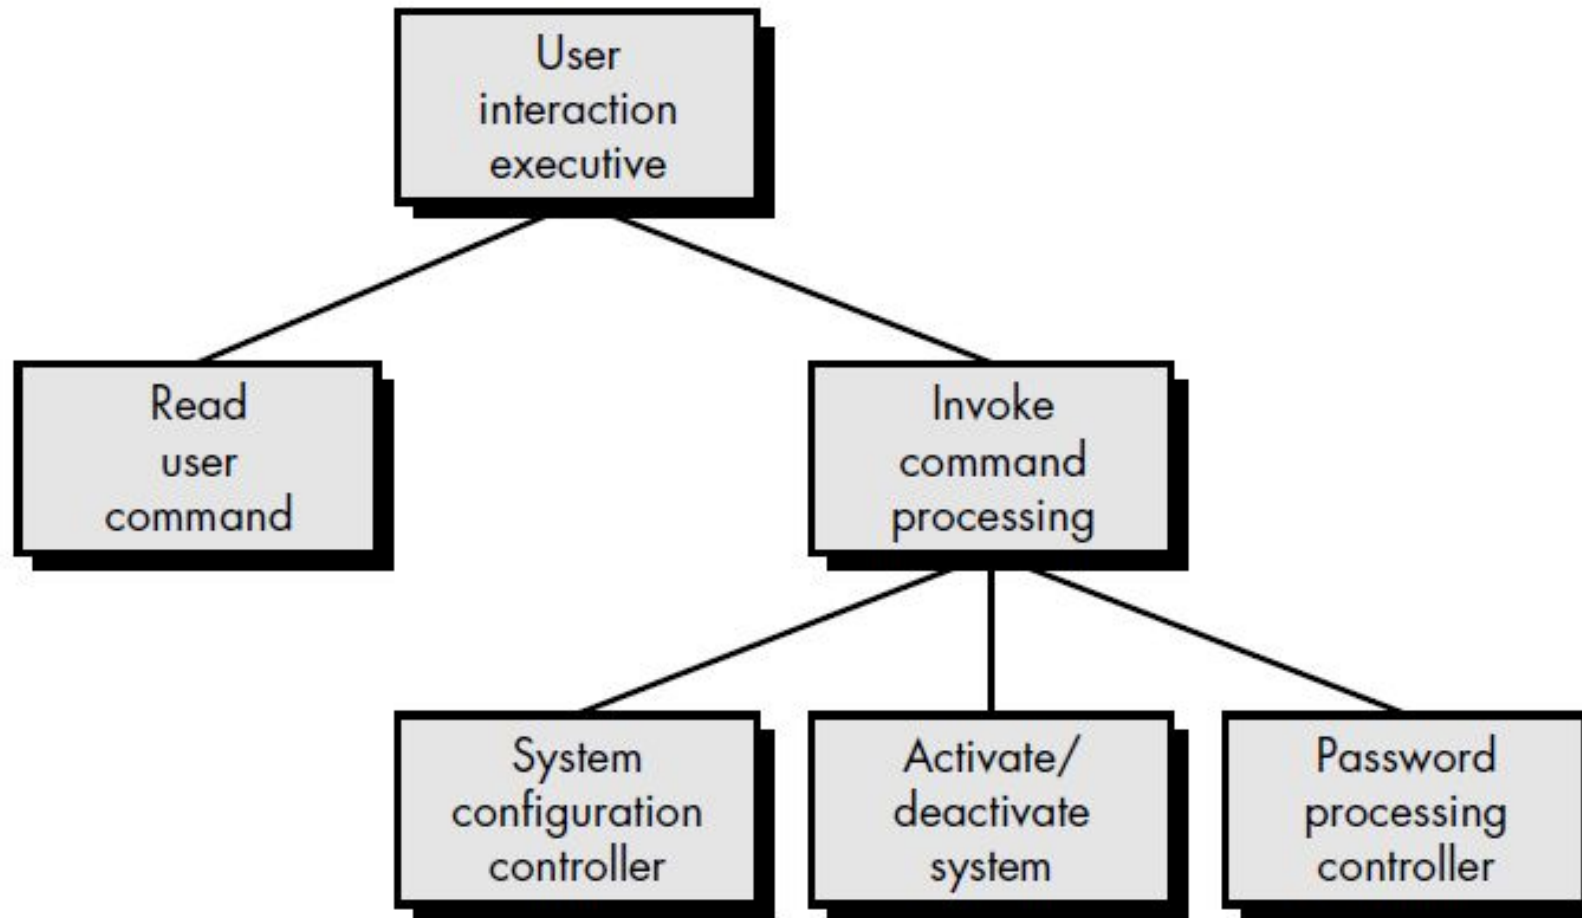 User
interaction
executive
Read
user
command
Invoke
command
processing
System
configuration
controller
Activate/
deactivate
system
Password
processing
controller